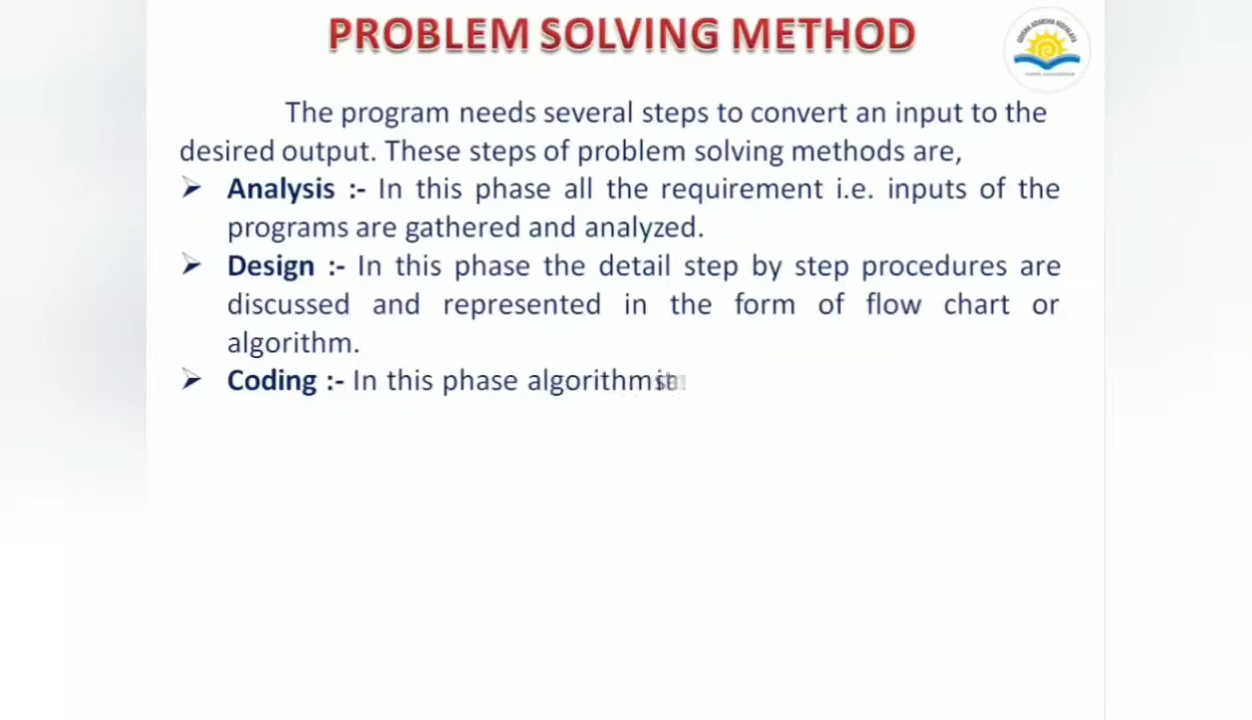 PROBLEM SOLVING METHOD
ODISHA ADARSHA VIDYALAYA
The program needs several steps to convert an input to the
desired output. These steps of problem solving methods are,
➤ Analysis :- In this phase all the requirement i.e. inputs of the
programs are gathered and analyzed.
➤ Design :- In this phase the detail step by step procedures are
discussed and represented in the form of flow chart or
algorithm.
➤ Coding :- In this phase algorithm